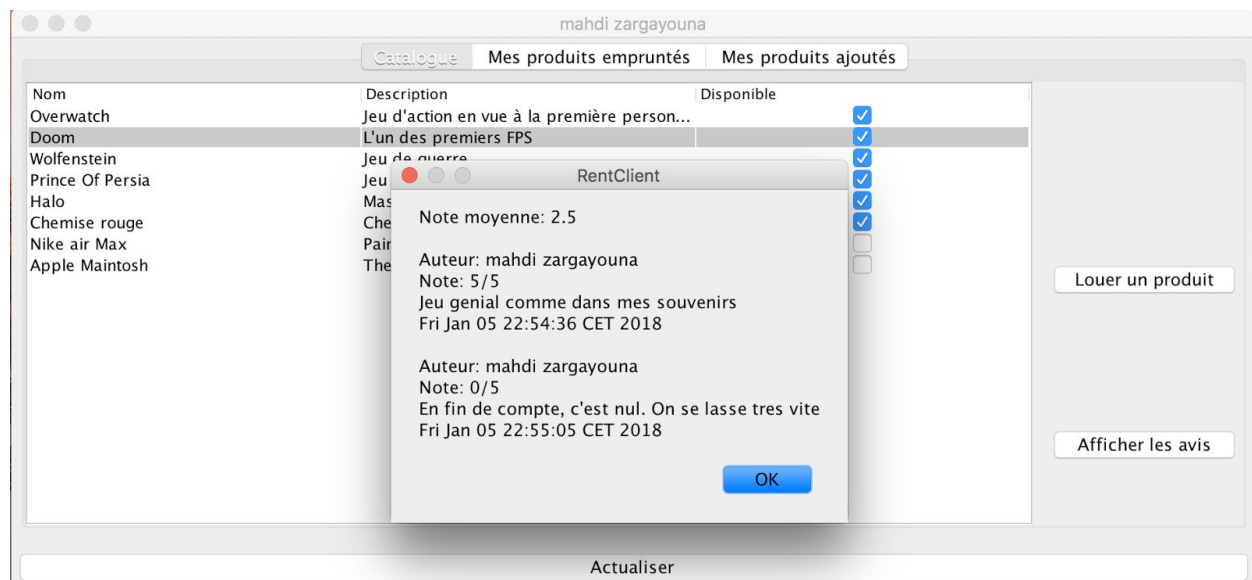 mahdi zargayouna
Catalogue Mes produits empruntés Mes produits ajoutés
Nom Description Disponible
Overwatch Jeu d'action en vue à la première person...
Doom L'un des premiers FPS
Wolfenstein Jeu de guerre
Prince Of Persia Jeu
Halo Mas
Chemise rouge Che
Nike air Max Pair
Apple Maintosh The
RentClient
Note moyenne: 2.5
Auteur: mahdi zargayouna
Note: 5/5
Jeu genial comme dans mes souvenirs
Fri Jan 05 22:54:36 CET 2018
Auteur: mahdi zargayouna
Note: 0/5
En fin de compte, c'est nul. On se lasse tres vite
Fri Jan 05 22:55:05 CET 2018
OK
Louer un produit
Afficher les avis
Actualiser